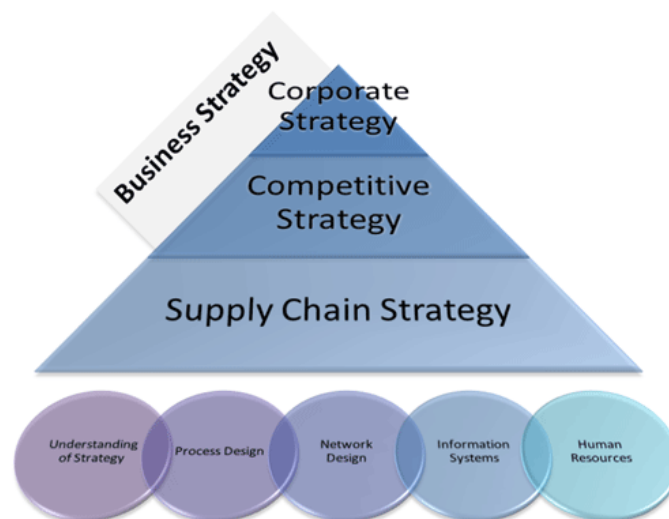 Business Strategy
Corporate
Strategy
Competitive
Strategy
Supply Chain Strategy
Understanding
of Strategy
Process Design
Network
Design
Information
Systems
Human
Resources